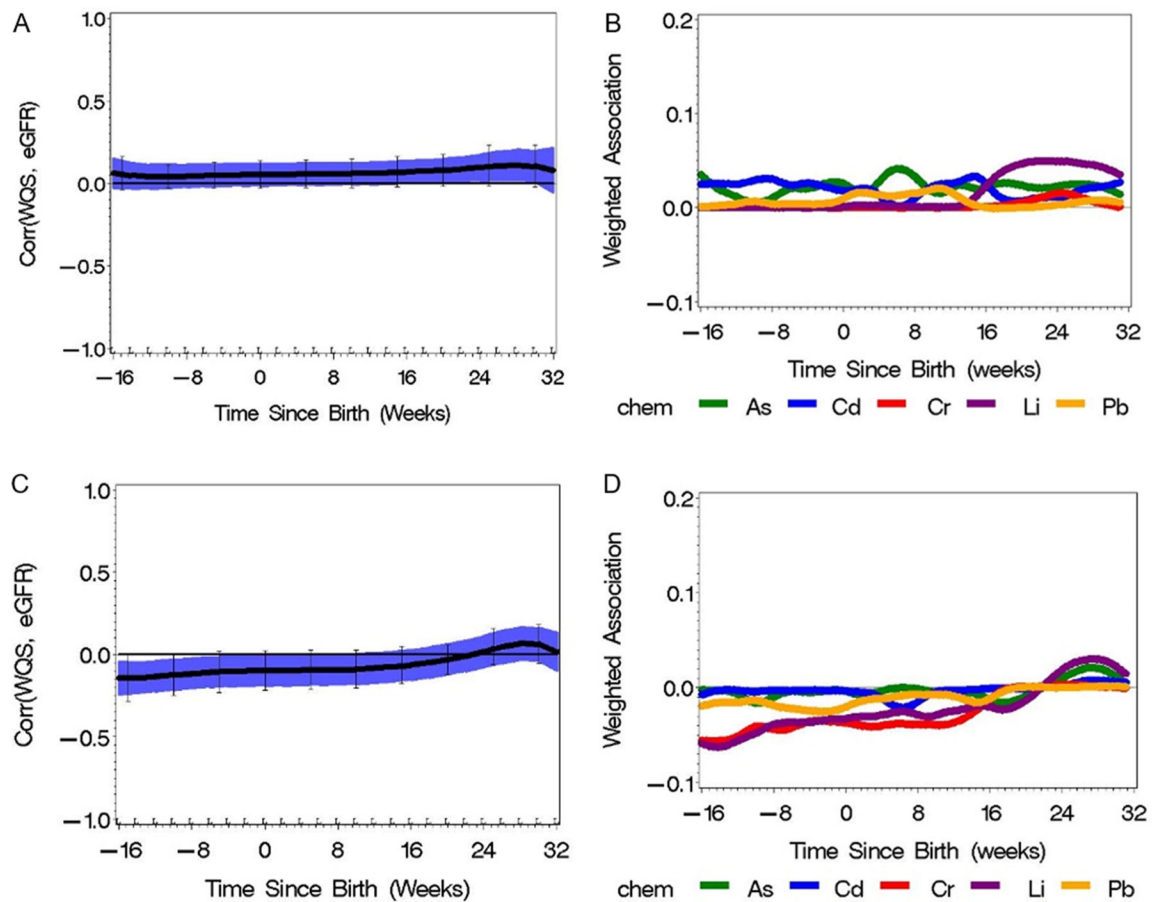 A
Corr(WQS, eGFR)
1.0
0.5
0.0
−0.5
−1.0
−16 −8 0 8 16 24 32
Time Since Birth (Weeks)
B
Weighted Association
0.2
0.1
0.0
−0.1
−16 −8 0 8 16 24 32
Time Since Birth (weeks)
chem As Cd Cr Li Pb
C
Corr(WQS, eGFR)
1.0
0.5
0.0
−0.5
−1.0
−16 −8 0 8 16 24 32
Time Since Birth (Weeks)
D
Weighted Association
0.2
0.1
0.0
−0.1
−16 −8 0 8 16 24 32
Time Since Birth (weeks)
chem As Cd Cr Li Pb